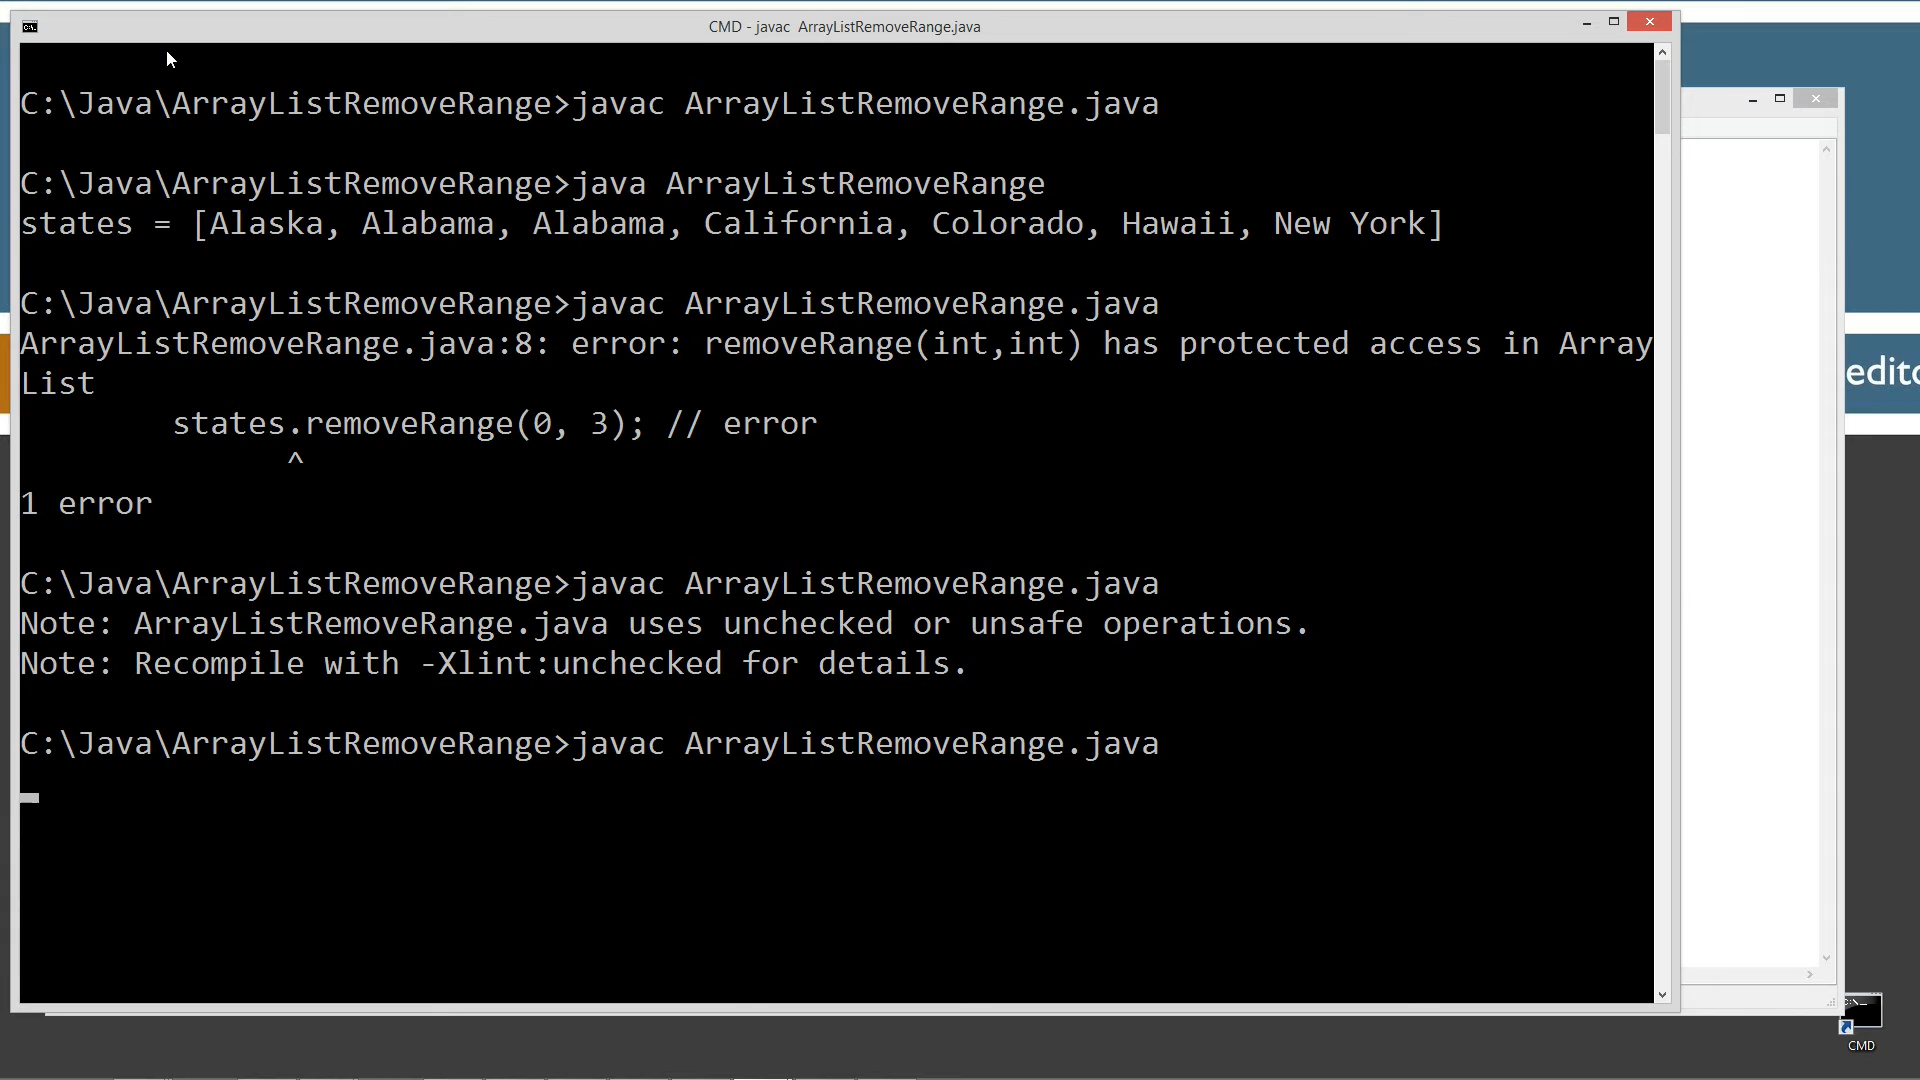 CMD - javac  ArrayListRemoveRange.java
C:\Java\ArrayListRemoveRange>javac ArrayListRemoveRange.java
C:\Java\ArrayListRemoveRange>java ArrayListRemoveRange
states = [Alaska, Alabama, Alabama, California, Colorado, Hawaii, New York]
C:\Java\ArrayListRemoveRange>javac ArrayListRemoveRange.java
ArrayListRemoveRange.java:8: error: removeRange(int,int) has protected access in Array
List
        states.removeRange(0, 3); // error
              ^
1 error
C:\Java\ArrayListRemoveRange>javac ArrayListRemoveRange.java
Note: ArrayListRemoveRange.java uses unchecked or unsafe operations.
Note: Recompile with -Xlint:unchecked for details.
C:\Java\ArrayListRemoveRange>javac ArrayListRemoveRange.java
CMD